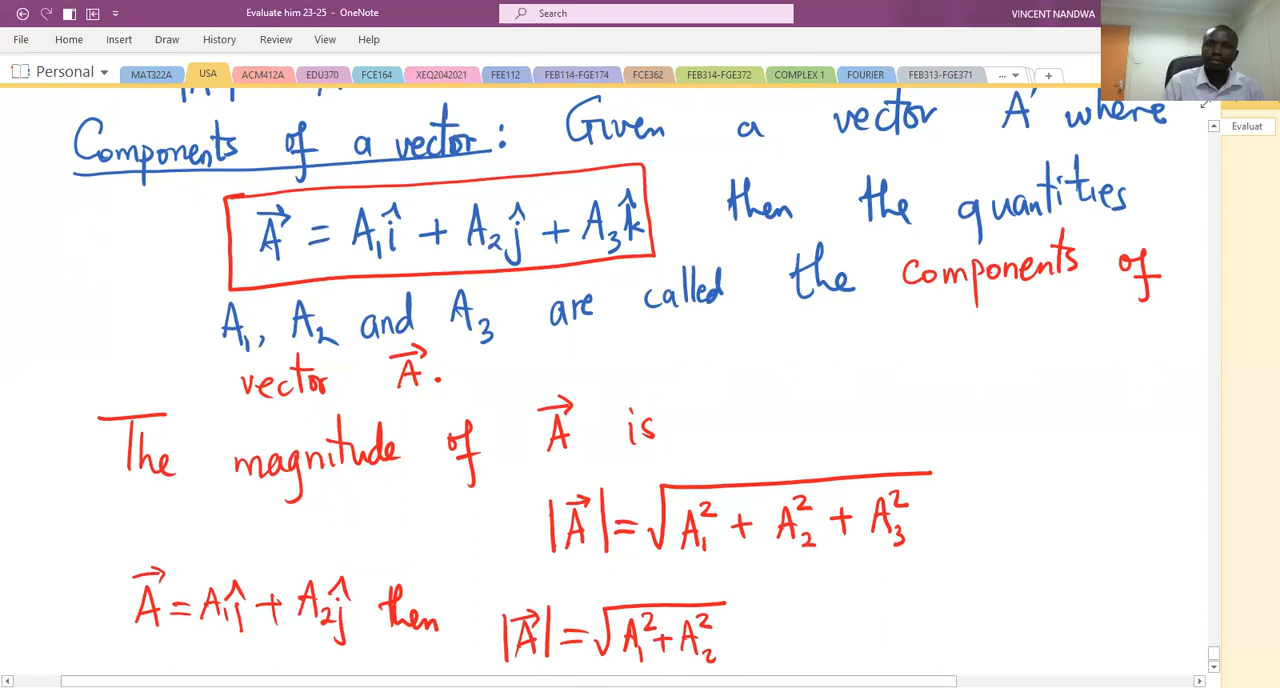 Evaluate him 23-25 - OneNote
Search
VINCENT NANDWA
File Home Insert Draw History Review View Help
Personal MAT322A USA ACM412A EDU370 FCE164 XEQ2042021 FEE112 FEB114-FGE174 FCE362 FEB314-FGE372 COMPLEX 1 FOURIER FEB313-FGE371 ... +
Evaluat
Components of a vector: Given a vector A where
A⃗ = A₁î + A₂ĵ + A₃k̂ then the quantities
A₁, A₂ and A₃ are called the components of
vector A⃗.
The magnitude of A⃗ is
|A⃗| = √(A₁² + A₂² + A₃²)
A⃗ = A₁ĵ + A₂ĵ then |A⃗| = √(A₁² + A₂²)